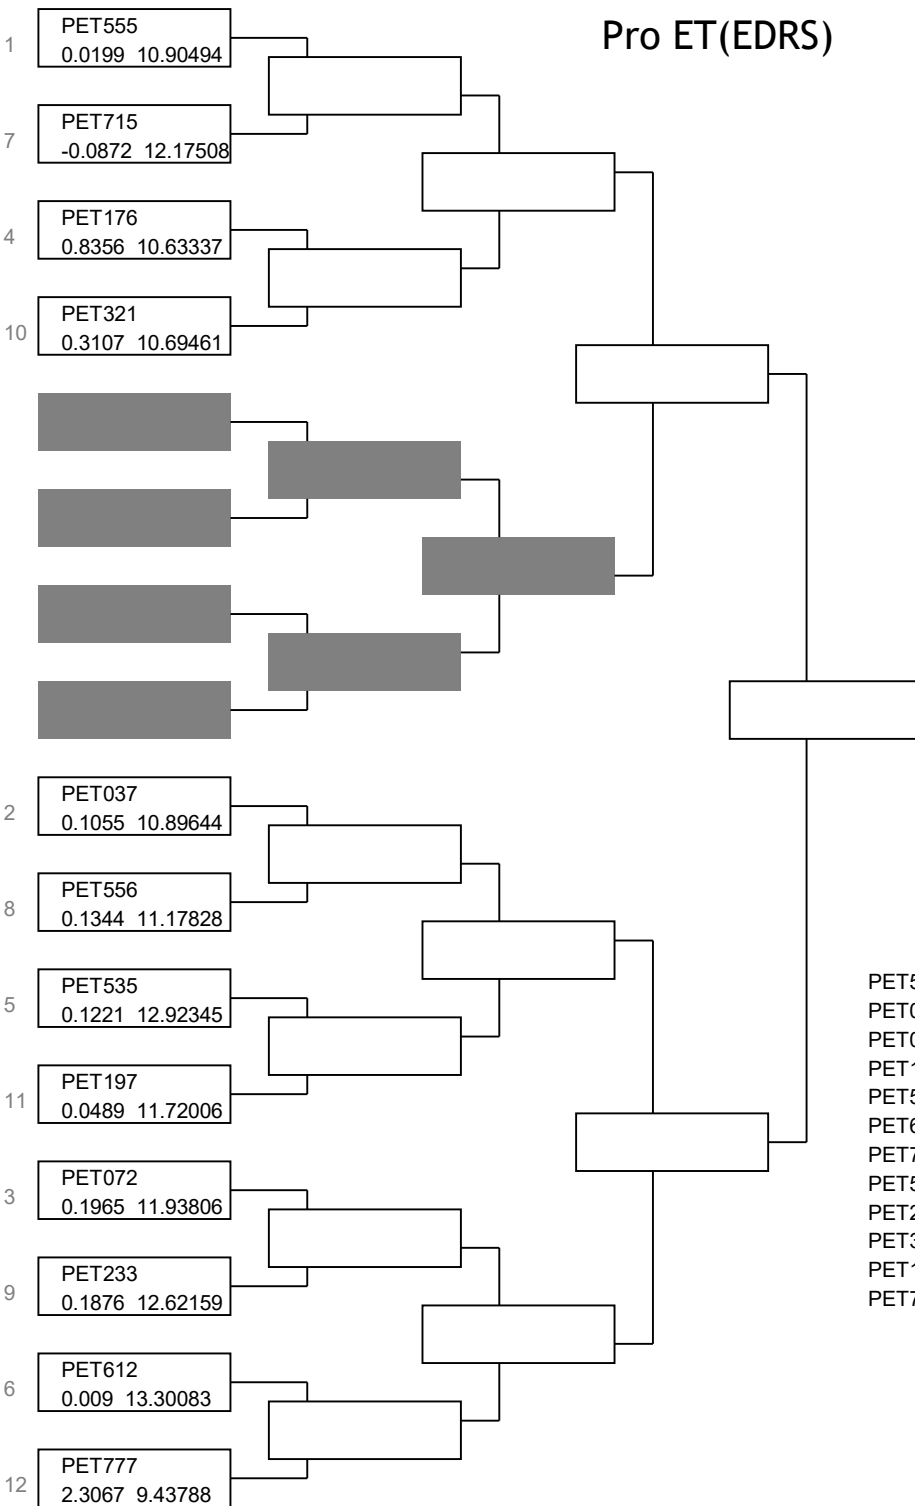 Pro ET(EDRS)
1
PET555
0.0199 10.90494
7
PET715
-0.0872 12.17508
4
PET176
0.8356 10.63337
10
PET321
0.3107 10.69461
2
PET037
0.1055 10.89644
8
PET556
0.1344 11.17828
5
PET535
0.1221 12.92345
11
PET197
0.0489 11.72006
3
PET072
0.1965 11.93806
9
PET233
0.1876 12.62159
6
PET612
0.009 13.30083
12
PET777
2.3067 9.43788